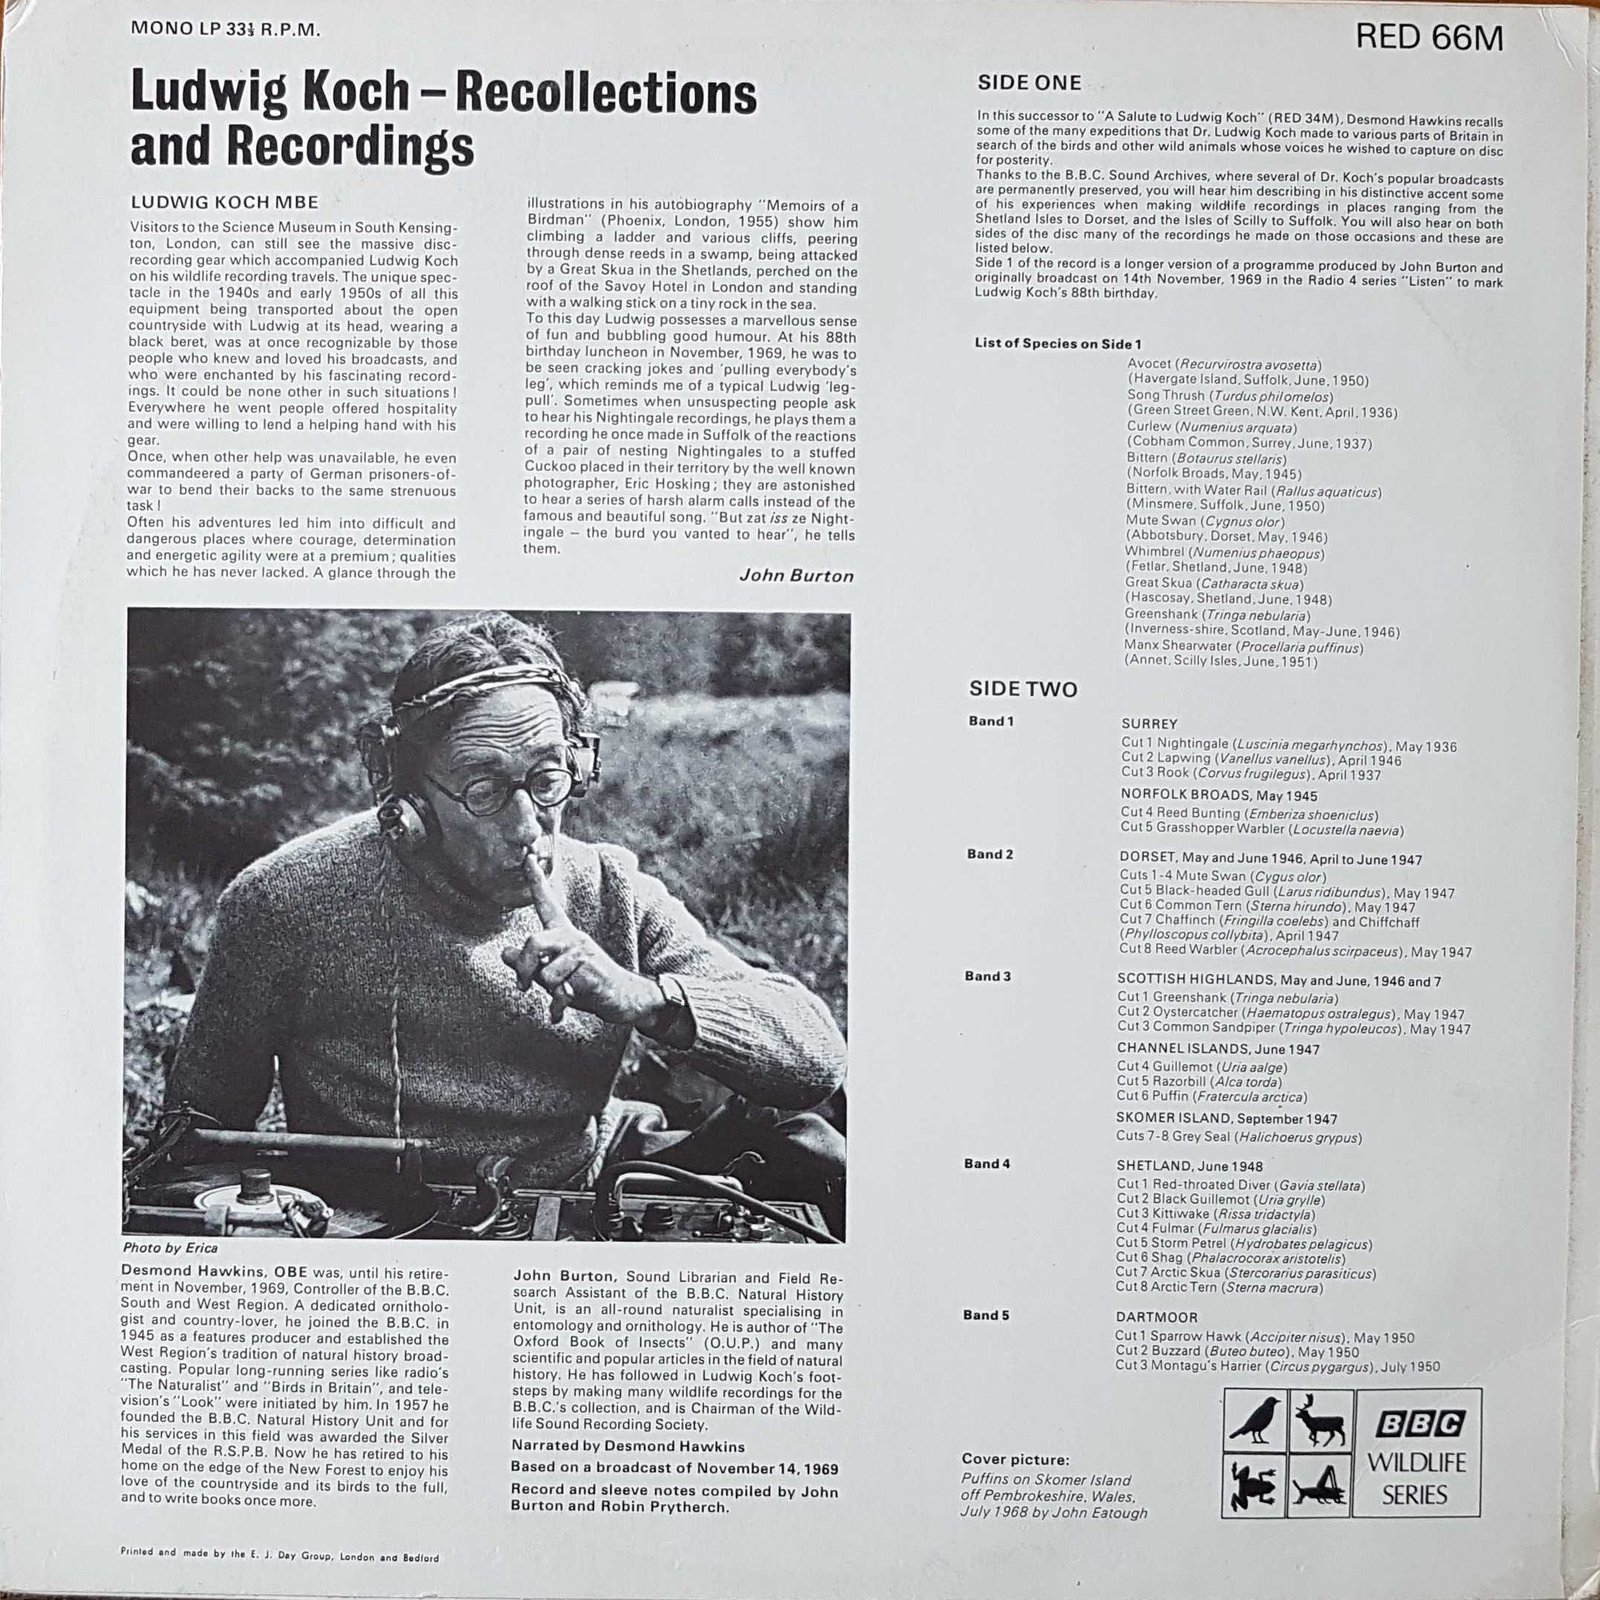 MONO LP 33⅓ R.P.M.
RED 66M
Ludwig Koch – Recollections
and Recordings
LUDWIG KOCH MBE
Visitors to the Science Museum in South Kensing-
ton, London, can still see the massive disc-
recording gear which accompanied Ludwig Koch
on his wildlife recording travels. The unique spec-
tacle in the 1940s and early 1950s of all this
equipment being transported about the open
countryside with Ludwig at its head, wearing a
black beret, was at once recognizable by those
people who knew and loved his broadcasts, and
who were enchanted by his fascinating record-
ings. It could be none other in such situations!
Everywhere he went people offered hospitality
and were willing to lend a helping hand with his
gear.
Once, when other help was unavailable, he even
commandeered a party of German prisoners-of-
war to bend their backs to the same strenuous
task!
Often his adventures led him into difficult and
dangerous places where courage, determination
and energetic agility were at a premium; qualities
which he has never lacked. A glance through the
illustrations in his autobiography "Memoirs of a
Birdman" (Phoenix, London, 1955) show him
climbing a ladder and various cliffs, peering
through dense reeds in a swamp, being attacked
by a Great Skua in the Shetlands, perched on the
roof of the Savoy Hotel in London and standing
with a walking stick on a tiny rock in the sea.
To this day Ludwig possesses a marvellous sense
of fun and bubbling good humour. At his 88th
birthday luncheon in November, 1969, he was to
be seen cracking jokes and 'pulling everybody's
leg', which reminds me of a typical Ludwig 'leg-
pull'. Sometimes when unsuspecting people ask
to hear his Nightingale recordings, he plays them a
recording he once made in Suffolk of the reactions
of a pair of nesting Nightingales to a stuffed
Cuckoo placed in their territory by the well known
photographer, Eric Hosking; they are astonished
to hear a series of harsh alarm calls instead of the
famous and beautiful song. "But zat iss ze Night-
ingale – the burd you wanted to hear", he tells
them.
John Burton
Photo by Erica
Desmond Hawkins, OBE was, until his retire-
ment in November, 1969, Controller of the B.B.C.
South and West Region. A dedicated ornitholo-
gist and country-lover, he joined the B.B.C. in
1945 as a features producer and established the
West Region's tradition of natural history broad-
casting. Popular long-running series like radio's
"The Naturalist" and "Birds in Britain", and tele-
vision's "Look" were initiated by him. In 1957 he
founded the B.B.C. Natural History Unit and for
his services in this field was awarded the Silver
Medal of the R.S.P.B. Now he has retired to his
home on the edge of the New Forest to enjoy his
love of the countryside and its birds to the full,
and to write books once more.
John Burton, Sound Librarian and Field Re-
search Assistant of the B.B.C. Natural History
Unit, is an all-round naturalist specialising in
entomology and ornithology. He is author of "The
Oxford Book of Insects" (O.U.P.) and many
scientific and popular articles in the field of natural
history. He has followed in Ludwig Koch's foot-
steps by making many wildlife recordings for the
B.B.C.'s collection, and is Chairman of the Wild-
life Sound Recording Society.
Narrated by Desmond Hawkins
Based on a broadcast of November 14, 1969
Record and sleeve notes compiled by John
Burton and Robin Prytherch.
Printed and made by the E. J. Day Group, London and Bedford
SIDE ONE
In this successor to "A Salute to Ludwig Koch" (RED 34M), Desmond Hawkins recalls
some of the many expeditions that Dr. Ludwig Koch made to various parts of Britain in
search of the birds and other wild animals whose voices he wished to capture on disc
for posterity.
Thanks to the B.B.C. Sound Archives, where several of Dr. Koch's popular broadcasts
are permanently preserved, you will hear him describing in his distinctive accent some
of his experiences when making wildlife recordings in places ranging from the
Shetland Isles to Dorset, and the Isles of Scilly to Suffolk. You will also hear on both
sides of the disc many of the recordings he made on those occasions and these are
listed below.
Side 1 of the record is a longer version of a programme produced by John Burton and
originally broadcast on 14th November, 1969 in the Radio 4 series "Listen" to mark
Ludwig Koch's 88th birthday.
List of Species on Side 1
Avocet (Recurvirostra avosetta)
(Havergate Island, Suffolk, June, 1950)
Song Thrush (Turdus philomelos)
(Green Street Green, N.W. Kent, April, 1936)
Curlew (Numenius arquata)
(Cobham Common, Surrey, June, 1937)
Bittern (Botaurus stellaris)
(Norfolk Broads, May, 1945)
Bittern, with Water Rail (Rallus aquaticus)
(Minsmere, Suffolk, June, 1950)
Mute Swan (Cygnus olor)
(Abbotsbury, Dorset, May, 1946)
Whimbrel (Numenius phaeopus)
(Fetlar, Shetland, June, 1948)
Great Skua (Catharacta skua)
(Hascosay, Shetland, June, 1948)
Greenshank (Tringa nebularia)
(Inverness-shire, Scotland, May-June, 1946)
Manx Shearwater (Procellaria puffinus)
(Annet, Scilly Isles, June, 1951)
SIDE TWO
Band 1 SURREY
Cut 1 Nightingale (Luscinia megarhynchos), May 1936
Cut 2 Lapwing (Vanellus vanellus), April 1946
Cut 3 Rook (Corvus frugilegus), April 1937
NORFOLK BROADS, May 1945
Cut 4 Reed Bunting (Emberiza shoeniclus)
Cut 5 Grasshopper Warbler (Locustella naevia)
Band 2 DORSET, May and June 1946, April to June 1947
Cuts 1-4 Mute Swan (Cygus olor)
Cut 5 Black-headed Gull (Larus ridibundus), May 1947
Cut 6 Common Tern (Sterna hirundo), May 1947
Cut 7 Chaffinch (Fringilla coelebs) and Chiffchaff
(Phylloscopus collybita), April 1947
Cut 8 Reed Warbler (Acrocephalus scirpaceus), May 1947
Band 3 SCOTTISH HIGHLANDS, May and June, 1946 and 7
Cut 1 Greenshank (Tringa nebularia)
Cut 2 Oystercatcher (Haematopus ostralegus), May 1947
Cut 3 Common Sandpiper (Tringa hypoleucos), May 1947
CHANNEL ISLANDS, June 1947
Cut 4 Guillemot (Uria aalge)
Cut 5 Razorbill (Alca torda)
Cut 6 Puffin (Fratercula arctica)
SKOMER ISLAND, September 1947
Cuts 7-8 Grey Seal (Halichoerus grypus)
Band 4 SHETLAND, June 1948
Cut 1 Red-throated Diver (Gavia stellata)
Cut 2 Black Guillemot (Uria grylle)
Cut 3 Kittiwake (Rissa tridactyla)
Cut 4 Fulmar (Fulmarus glacialis)
Cut 5 Storm Petrel (Hydrobates pelagicus)
Cut 6 Shag (Phalacrocorax aristotelis)
Cut 7 Arctic Skua (Stercorarius parasiticus)
Cut 8 Arctic Tern (Sterna macrura)
Band 5 DARTMOOR
Cut 1 Sparrow Hawk (Accipiter nisus), May 1950
Cut 2 Buzzard (Buteo buteo), May 1950
Cut 3 Montagu's Harrier (Circus pygargus), July 1950
Cover picture:
Puffins on Skomer Island
off Pembrokeshire, Wales,
July 1968 by John Eatough
BBC
WILDLIFE
SERIES